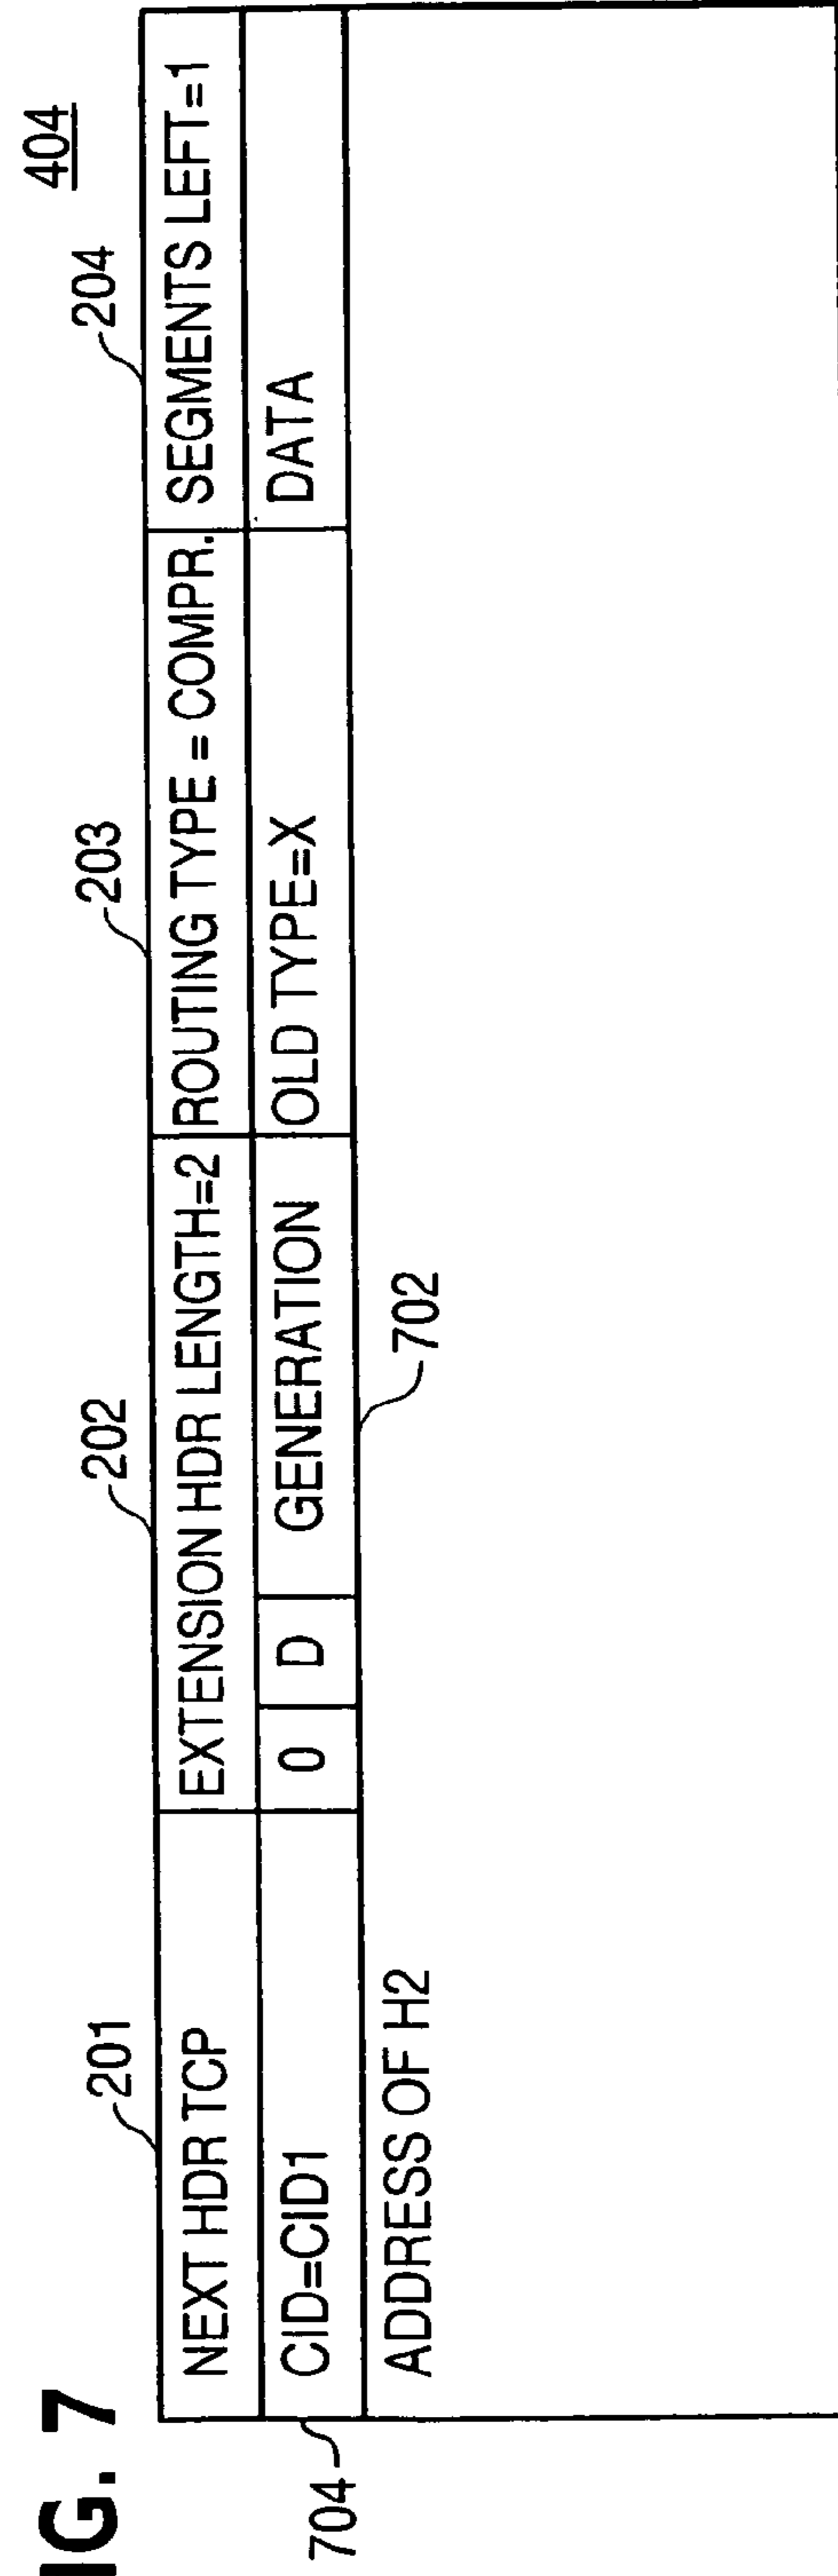 IG. 7
404
201 202 203 204
NEXT HDR TCP EXTENSION HDR LENGTH=2 ROUTING TYPE = COMPR. SEGMENTS LEFT=1
CID=CID1 0 D GENERATION OLD TYPE=X DATA
704 702
ADDRESS OF H2